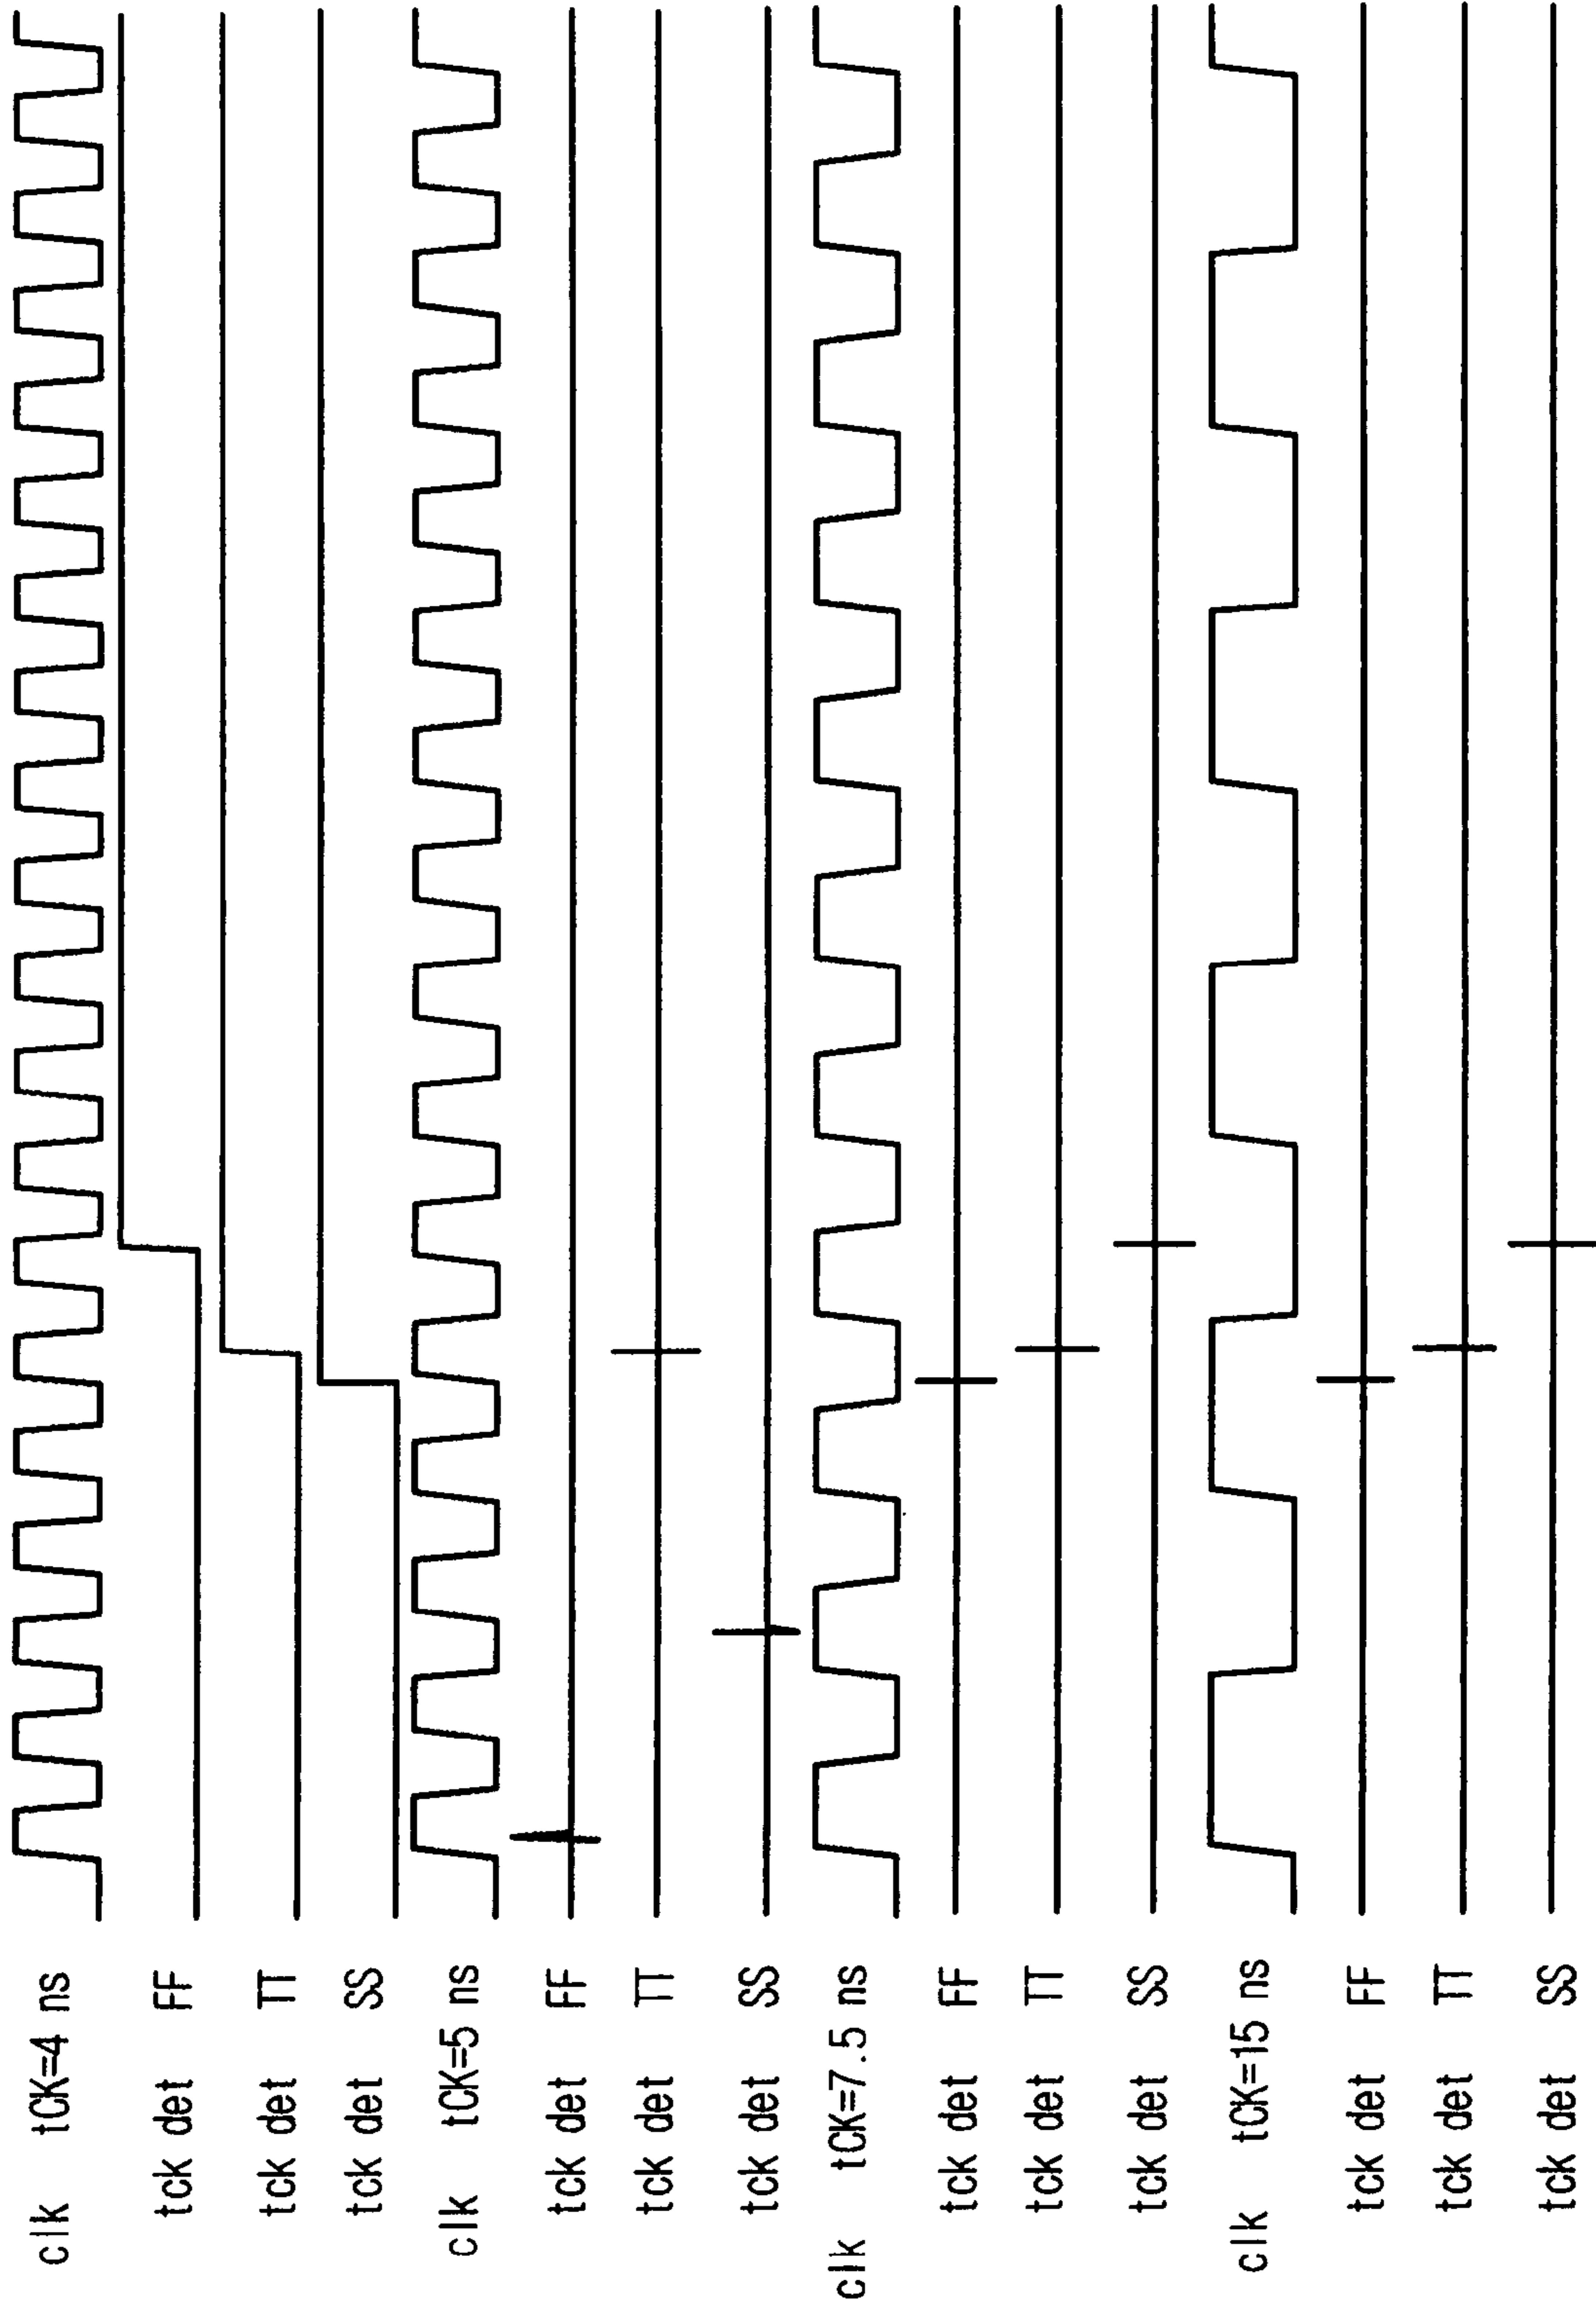 clk tCK=4 ns
tck det FF
tck det TT
tck det SS
clk tCK=5 ns
tck det FF
tck det TT
tck det SS
clk tCK=7.5 ns
tck det FF
tck det TT
tck det SS
clk tCK=15 ns
tck det FF
tck det TT
tck det SS